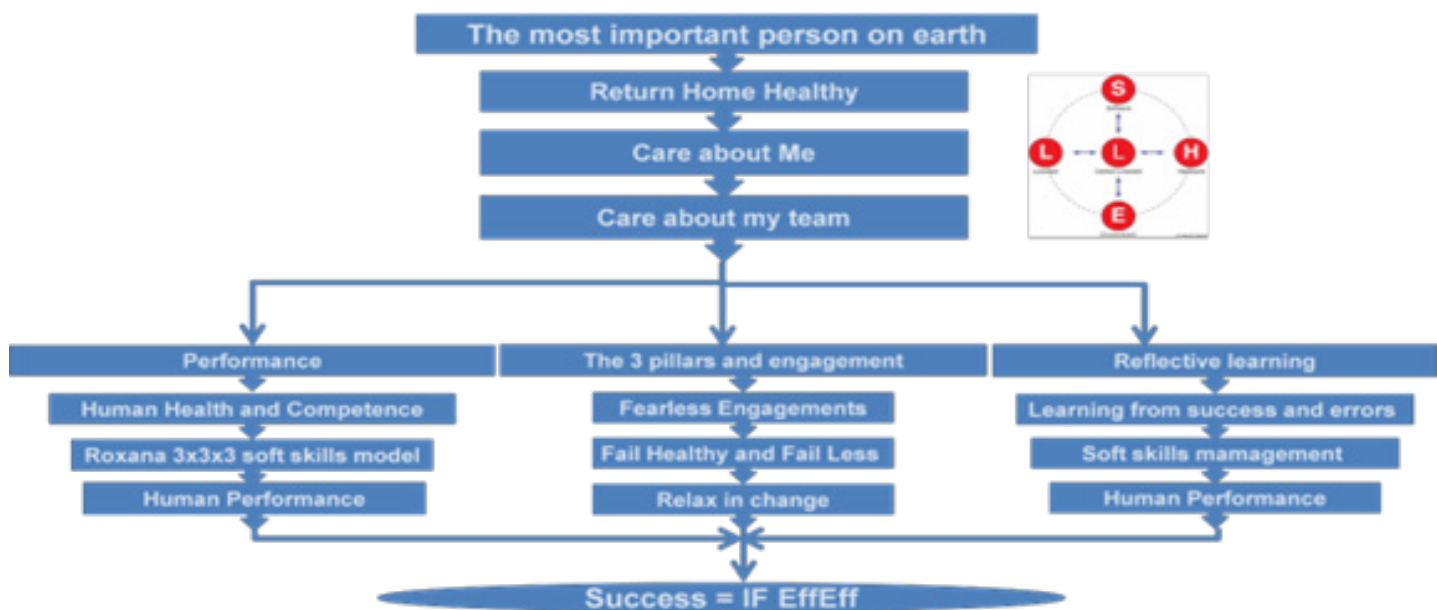 The most important person on earth
Return Home Healthy
Care about Me
Care about my team
S
L
L
H
E
Performance
The 3 pillars and engagement
Reflective learning
Human Health and Competence
Fearless Engagements
Learning from success and errors
Roxana 3x3x3 soft skills model
Fail Healthy and Fail Less
Soft skills mamagement
Human Performance
Relax in change
Human Performance
Success = IF EffEff